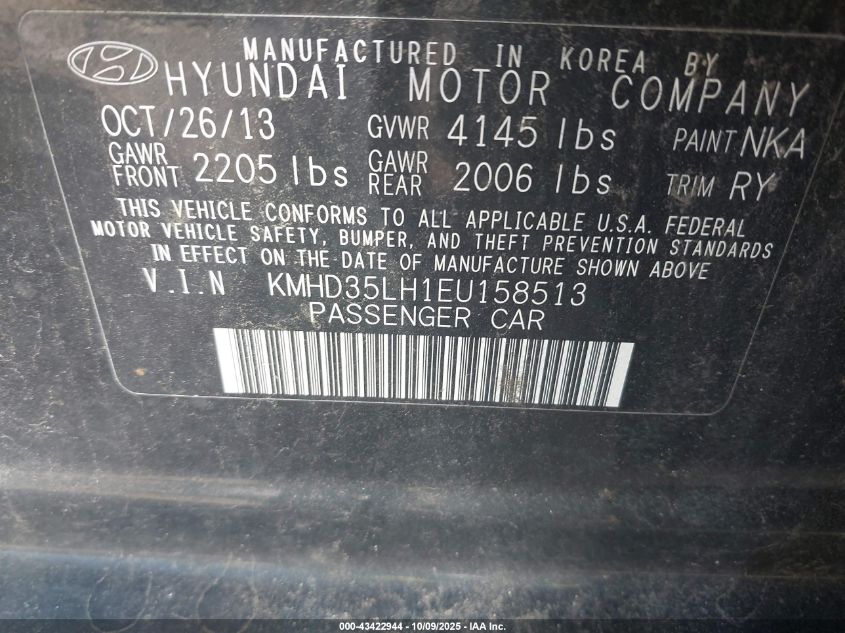 MANUFACTURED IN KOREA BY
HYUNDAI MOTOR COMPANY
OCT/26/13 GVWR 4145 lbs PAINT NKA
GAWR FRONT 2205 lbs GAWR REAR 2006 lbs TRIM RY
THIS VEHICLE CONFORMS TO ALL APPLICABLE U.S.A. FEDERAL
MOTOR VEHICLE SAFETY, BUMPER, AND THEFT PREVENTION STANDARDS
IN EFFECT ON THE DATE OF MANUFACTURE SHOWN ABOVE
V.I.N KMHD35LH1EU158513
PASSENGER CAR
000-43422944 - 10/09/2025 - IAA Inc.